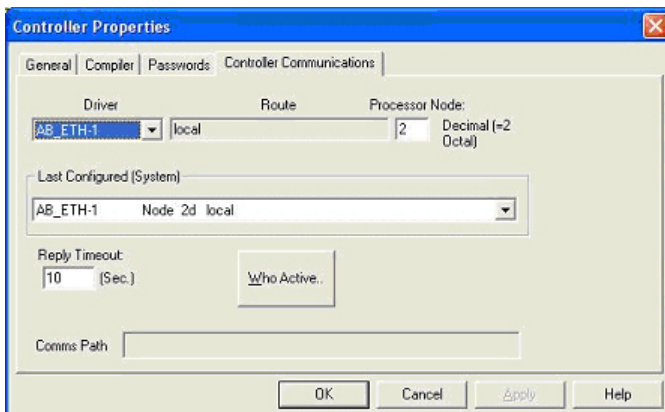 Controller Properties
General Compiler Passwords Controller Communications
Driver Route Processor Node:
AB_ETH-1 local 2 Decimal (=2
Octal)
Last Configured (System)
AB_ETH-1 Node 2d local
Reply Timeout:
10 (Sec.) Who Active..
Comms Path
OK Cancel Apply Help